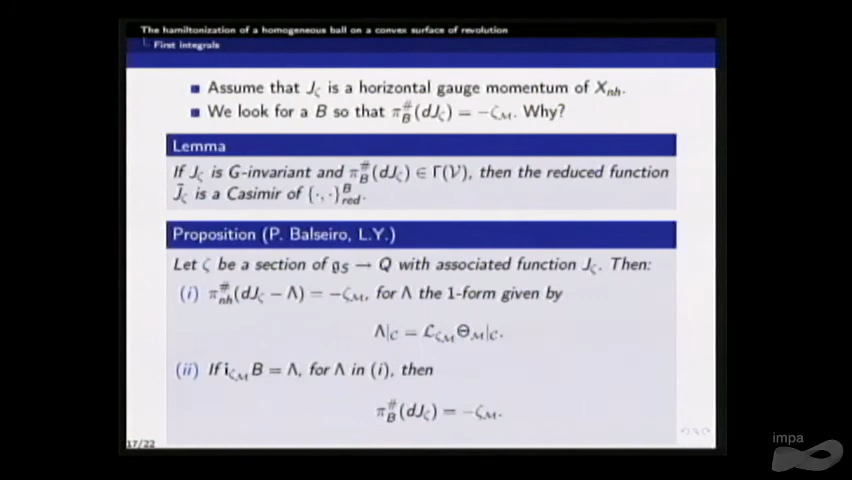 The hamiltonization of a homogeneous ball on a convex surface of revolution
First integrals
Assume that J_ζ is a horizontal gauge momentum of X_nh.
We look for a B so that π_B^#(dJ_ζ) = −ζ_M. Why?
Lemma
If J_ζ is G-invariant and π_B^#(dJ_ζ) ∈ Γ(𝒱), then the reduced function
J̄_ζ is a Casimir of {·, ·}_red^B.
Proposition (P. Balseiro, L.Y.)
Let ζ be a section of 𝔤_S → Q with associated function J_ζ. Then:
(i) π_nh^#(dJ_ζ − Λ) = −ζ_M, for Λ the 1-form given by
Λ|_C = ℒ_{ζ_M} Θ_M|_C.
(ii) If i_{ζ_M} B = Λ, for Λ in (i), then
π_B^#(dJ_ζ) = −ζ_M.
17/22
impa